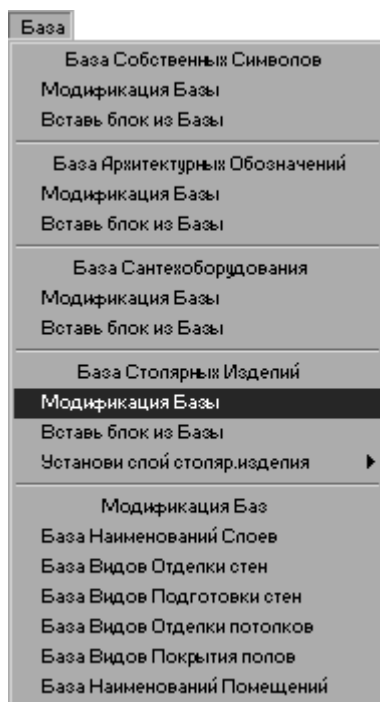 База
База Собственных Символов
Модификация Базы
Вставь блок из Базы
База Архитектурных Обозначений
Модификация Базы
Вставь блок из Базы
База Сантехоборудования
Модификация Базы
Вставь блок из Базы
База Столярных Изделий
Модификация Базы
Вставь блок из Базы
Установи слой столяр.изделия
Модификация Баз
База Наименований Слоев
База Видов Отделки стен
База Видов Подготовки стен
База Видов Отделки потолков
База Видов Покрытия полов
База Наименований Помещений